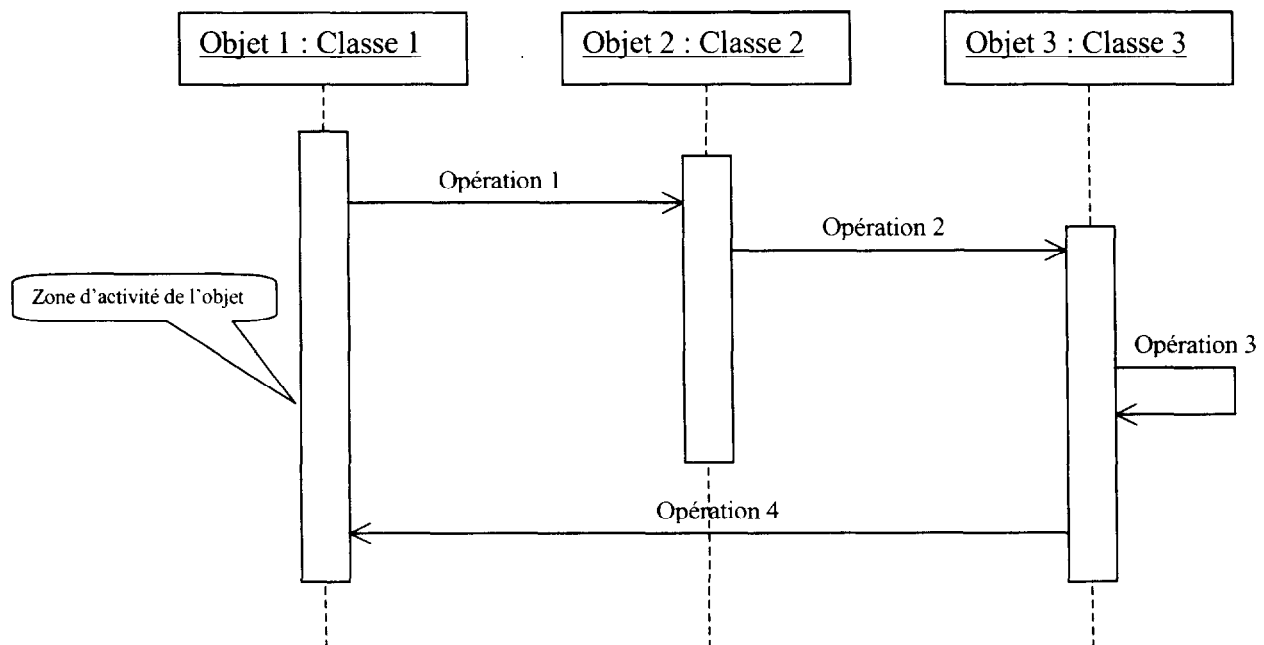 Objet 1 : Classe 1
Objet 2 : Classe 2
Objet 3 : Classe 3
Opération 1
Opération 2
Zone d'activité de l'objet
Opération 3
Opération 4